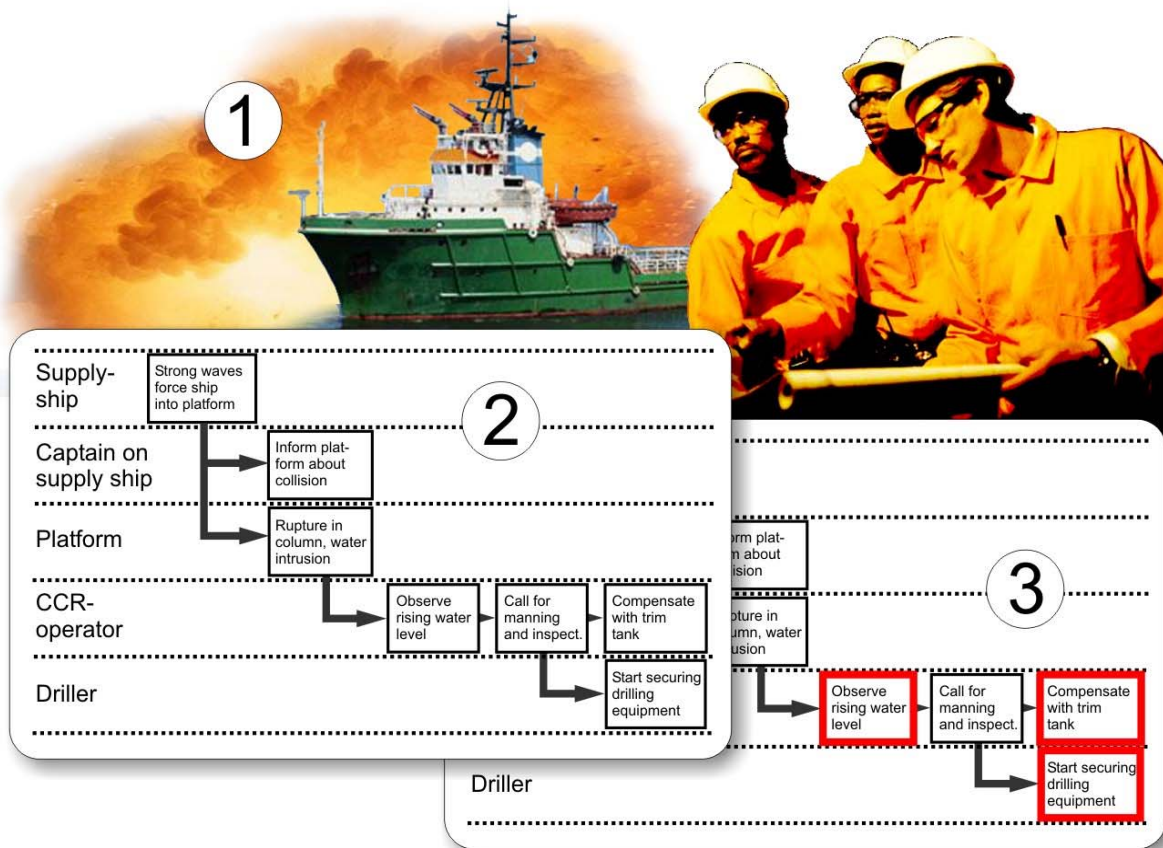 1
2
Supply-
ship
Strong waves
force ship
into platform
Captain on
supply ship
Inform plat-
form about
collision
Platform
Rupture in
column, water
intrusion
CCR-
operator
Observe
rising water
level
Call for
manning
and inspect.
Compensate
with trim
tank
Driller
Start securing
drilling
equipment
3
orm plat-
m about
ision
pture in
umn, water
usion
Observe
rising water
level
Call for
manning
and inspect.
Compensate
with trim
tank
Driller
Start securing
drilling
equipment